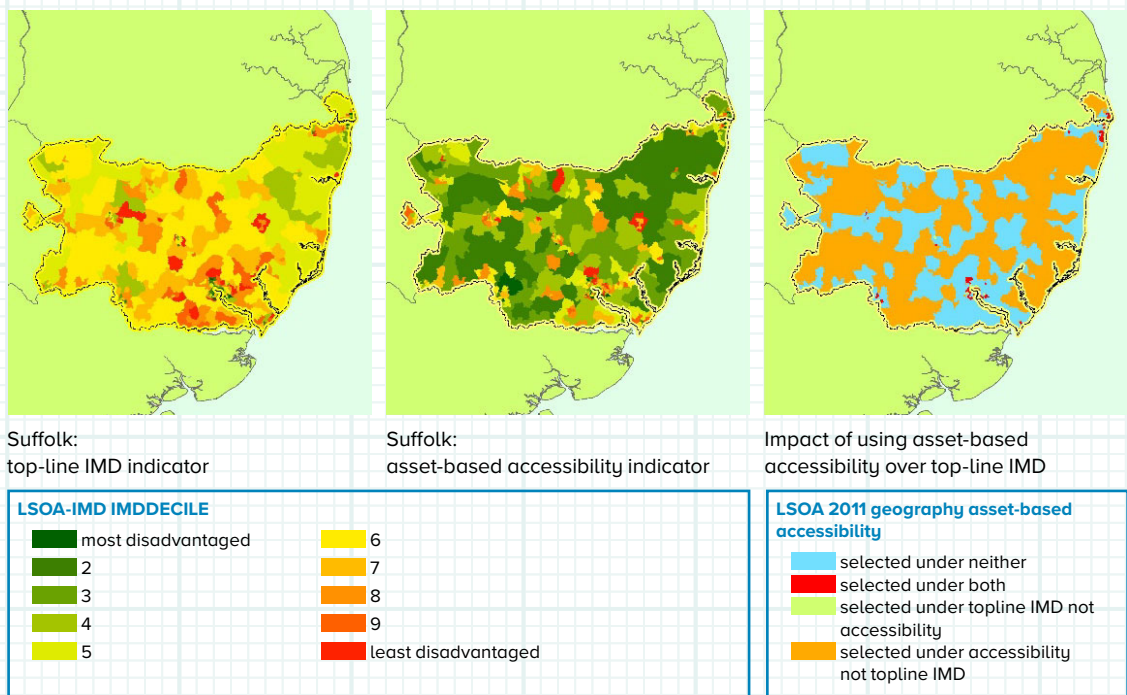 Suffolk:
top-line IMD indicator
Suffolk:
asset-based accessibility indicator
Impact of using asset-based
accessibility over top-line IMD
LSOA-IMD IMDDECILE
most disadvantaged
2
3
4
5
6
7
8
9
least disadvantaged
LSOA 2011 geography asset-based
accessibility
selected under neither
selected under both
selected under topline IMD not
accessibility
selected under accessibility
not topline IMD